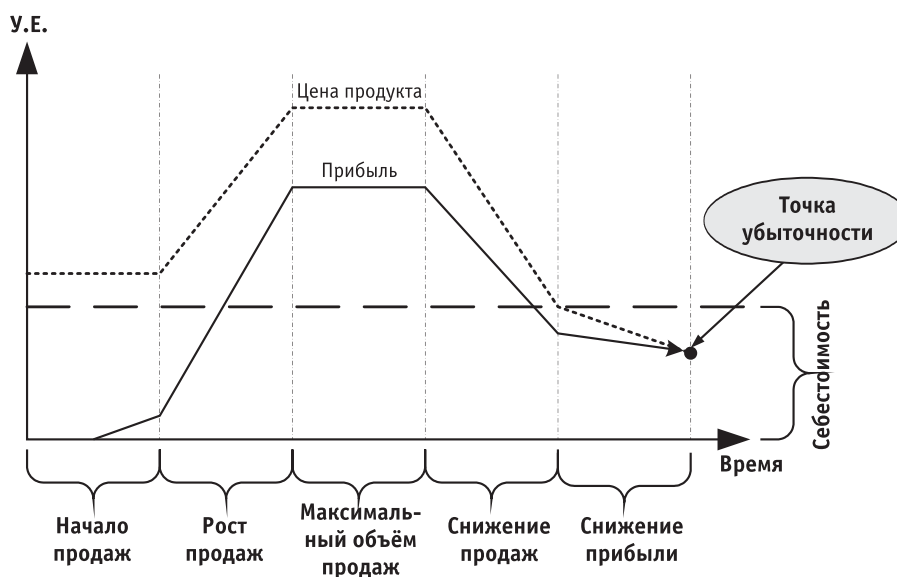 У.Е.
Цена продукта
Прибыль
Точка
убыточности
Себестоимость
Время
Начало
продаж
Рост
продаж
Максималь-
ный объём
продаж
Снижение
продаж
Снижение
прибыли